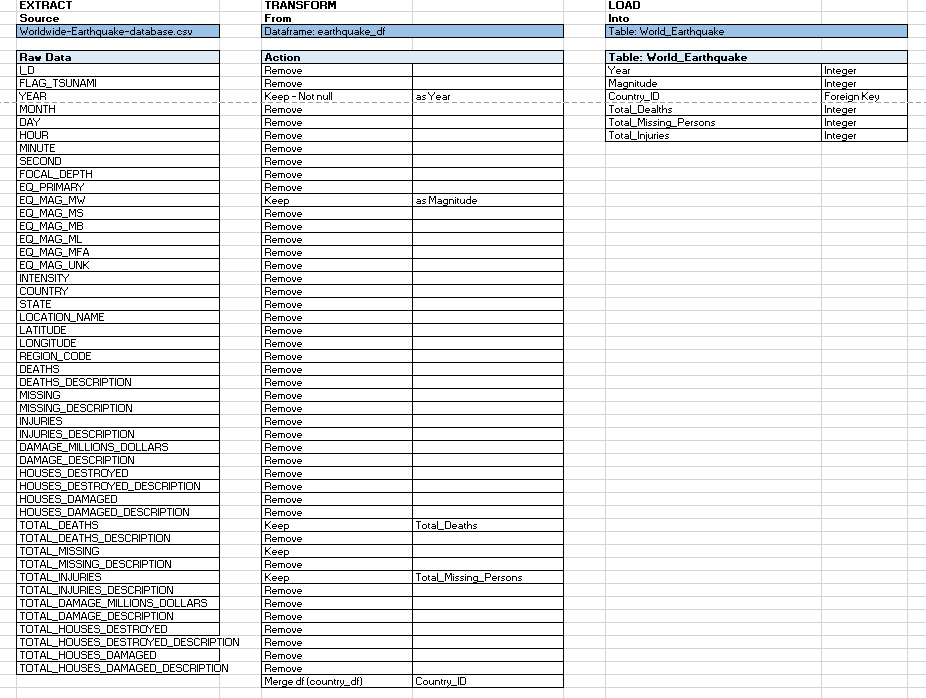 EXTRACT TRANSFORM LOAD
Source From Into
Worldwide-Earthquake-database.csv Dataframe: earthquake_df Table: World_Earthquake
Raw Data Action Table: World_Earthquake
I_D Remove Year Integer
FLAG_TSUNAMI Remove Magnitude Integer
YEAR Keep - Not null as Year Country_ID Foreign Key
MONTH Remove Total_Dealths Integer
DAY Remove Total_Missing_Persons Integer
HOUR Remove Total_Injuries Integer
MINUTE Remove
SECOND Remove
FOCAL_DEPTH Remove
EQ_PRIMARY Remove
EQ_MAG_MW Keep as Magnitude
EQ_MAG_MS Remove
EQ_MAG_MB Remove
EQ_MAG_ML Remove
EQ_MAG_MFA Remove
EQ_MAG_UNK Remove
INTENSITY Remove
COUNTRY Remove
STATE Remove
LOCATION_NAME Remove
LATITUDE Remove
LONGITUDE Remove
REGION_CODE Remove
DEATHS Remove
DEATHS_DESCRIPTION Remove
MISSING Remove
MISSING_DESCRIPTION Remove
INJURIES Remove
INJURIES_DESCRIPTION Remove
DAMAGE_MILLIONS_DOLLARS Remove
DAMAGE_DESCRIPTION Remove
HOUSES_DESTROYED Remove
HOUSES_DESTROYED_DESCRIPTION Remove
HOUSES_DAMAGED Remove
HOUSES_DAMAGED_DESCRIPTION Remove
TOTAL_DEATHS Keep Total_Deaths
TOTAL_DEATHS_DESCRIPTION Remove
TOTAL_MISSING Keep
TOTAL_MISSING_DESCRIPTION Remove
TOTAL_INJURIES Keep Total_Missing_Persons
TOTAL_INJURIES_DESCRIPTION Remove
TOTAL_DAMAGE_MILLIONS_DOLLARS Remove
TOTAL_DAMAGE_DESCRIPTION Remove
TOTAL_HOUSES_DESTROYED Remove
TOTAL_HOUSES_DESTROYED_DESCRIPTION Remove
TOTAL_HOUSES_DAMAGED Remove
TOTAL_HOUSES_DAMAGED_DESCRIPTION Remove
Merge df (country_df) Country_ID